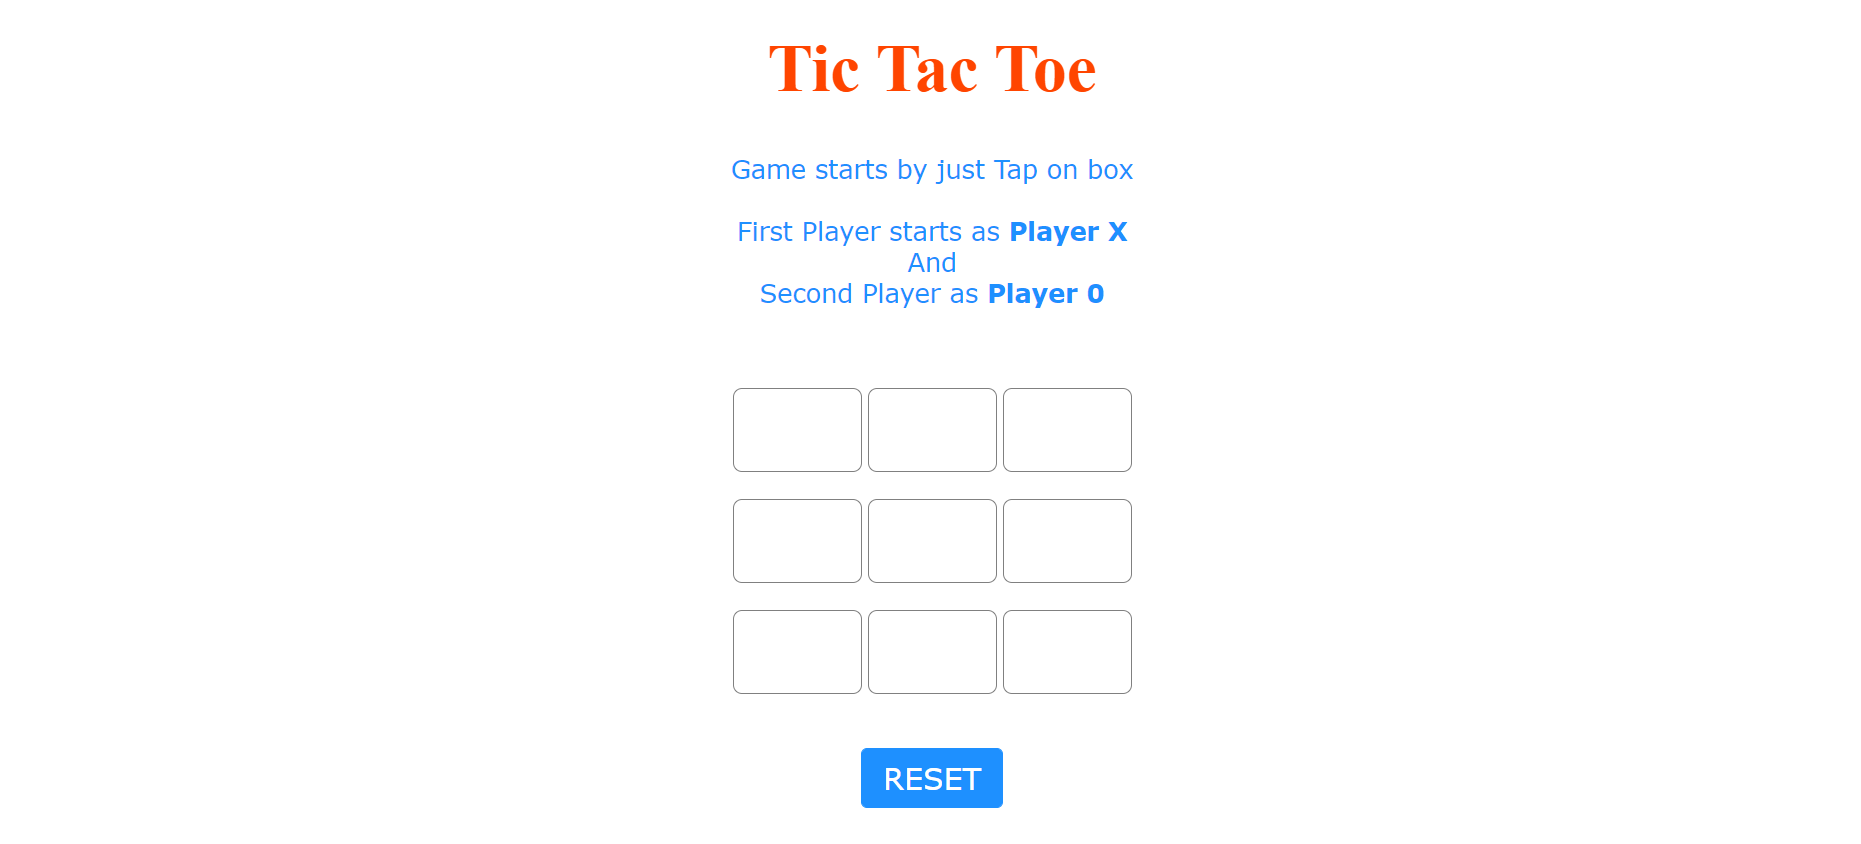 Tic Tac Toe
Game starts by just Tap on box
First Player starts as Player X
And
Second Player as Player 0
RESET